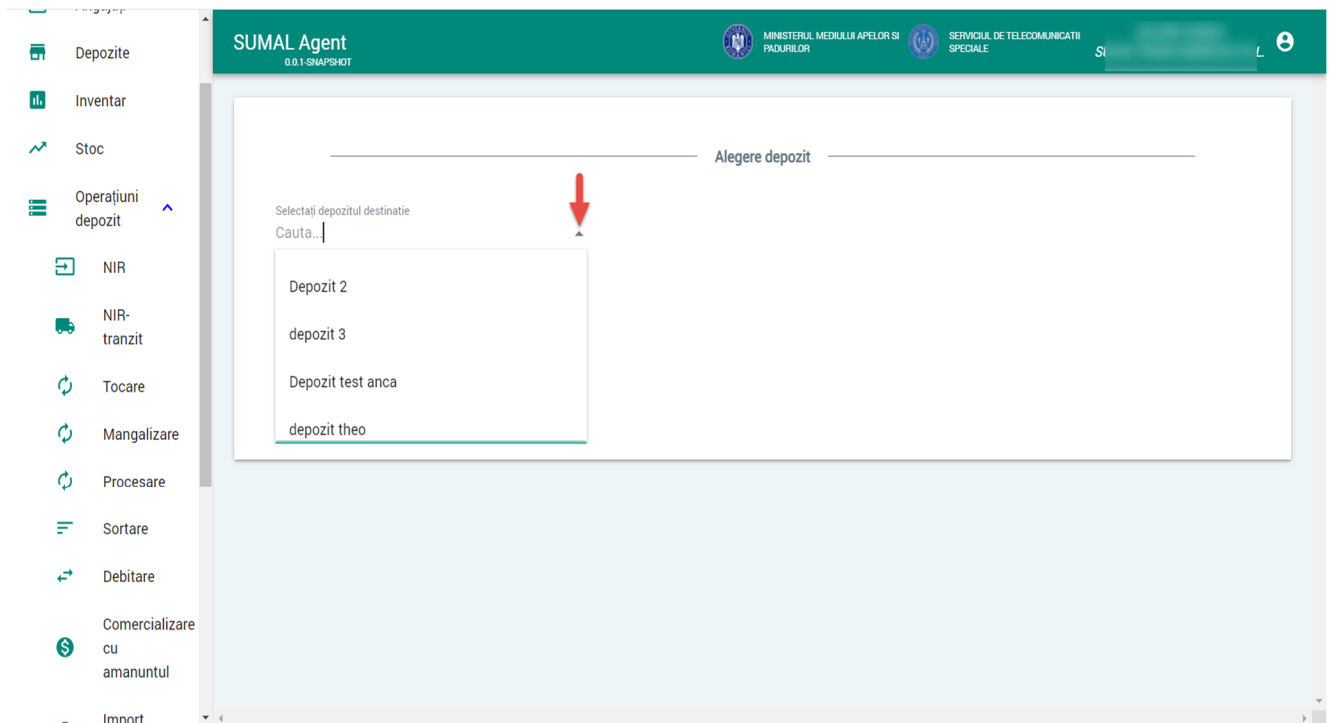 Depozite
Inventar
Stoc
Operațiuni
depozit
NIR
NIR-
tranzit
Tocare
Mangalizare
Procesare
Sortare
Debitare
Comercializare
cu
amanuntul
Import
SUMAL Agent
0.0.1-SNAPSHOT
MINISTERUL MEDIULUI APELOR SI
PADURILOR
SERVICIUL DE TELECOMUNICATII
SPECIALE
Alegere depozit
Selectați depozitul destinatie
Cauta...
Depozit 2
depozit 3
Depozit test anca
depozit theo